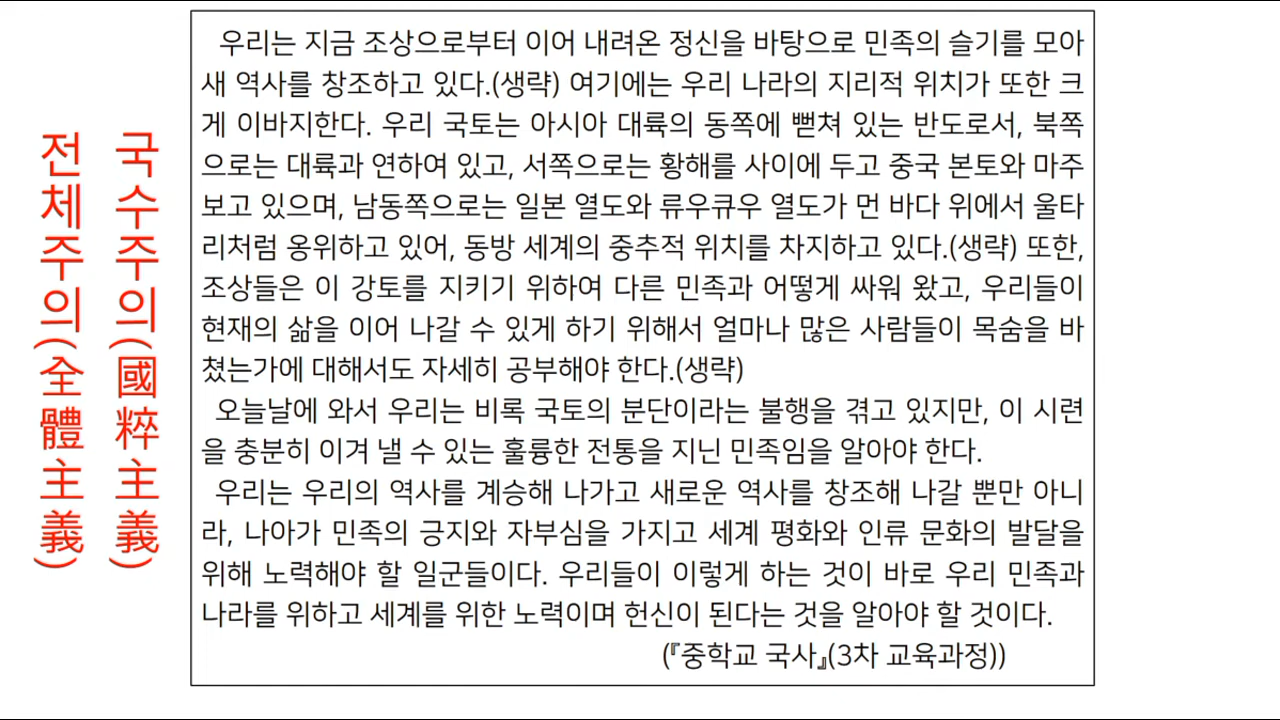 국수주의(國粹主義)
전체주의(全體主義)
우리는 지금 조상으로부터 이어 내려온 정신을 바탕으로 민족의 슬기를 모아
새 역사를 창조하고 있다.(생략) 여기에는 우리 나라의 지리적 위치가 또한 크
게 이바지한다. 우리 국토는 아시아 대륙의 동쪽에 뻗쳐 있는 반도로서, 북쪽
으로는 대륙과 연하여 있고, 서쪽으로는 황해를 사이에 두고 중국 본토와 마주
보고 있으며, 남동쪽으로는 일본 열도와 류우큐우 열도가 먼 바다 위에서 울타
리처럼 옹위하고 있어, 동방 세계의 중추적 위치를 차지하고 있다.(생략) 또한,
조상들은 이 강토를 지키기 위하여 다른 민족과 어떻게 싸워 왔고, 우리들이
현재의 삶을 이어 나갈 수 있게 하기 위해서 얼마나 많은 사람들이 목숨을 바
쳤는가에 대해서도 자세히 공부해야 한다.(생략)
오늘날에 와서 우리는 비록 국토의 분단이라는 불행을 겪고 있지만, 이 시련
을 충분히 이겨 낼 수 있는 훌륭한 전통을 지닌 민족임을 알아야 한다.
우리는 우리의 역사를 계승해 나가고 새로운 역사를 창조해 나갈 뿐만 아니
라, 나아가 민족의 긍지와 자부심을 가지고 세계 평화와 인류 문화의 발달을
위해 노력해야 할 일군들이다. 우리들이 이렇게 하는 것이 바로 우리 민족과
나라를 위하고 세계를 위한 노력이며 헌신이 된다는 것을 알아야 할 것이다.
(『중학교 국사』(3차 교육과정))